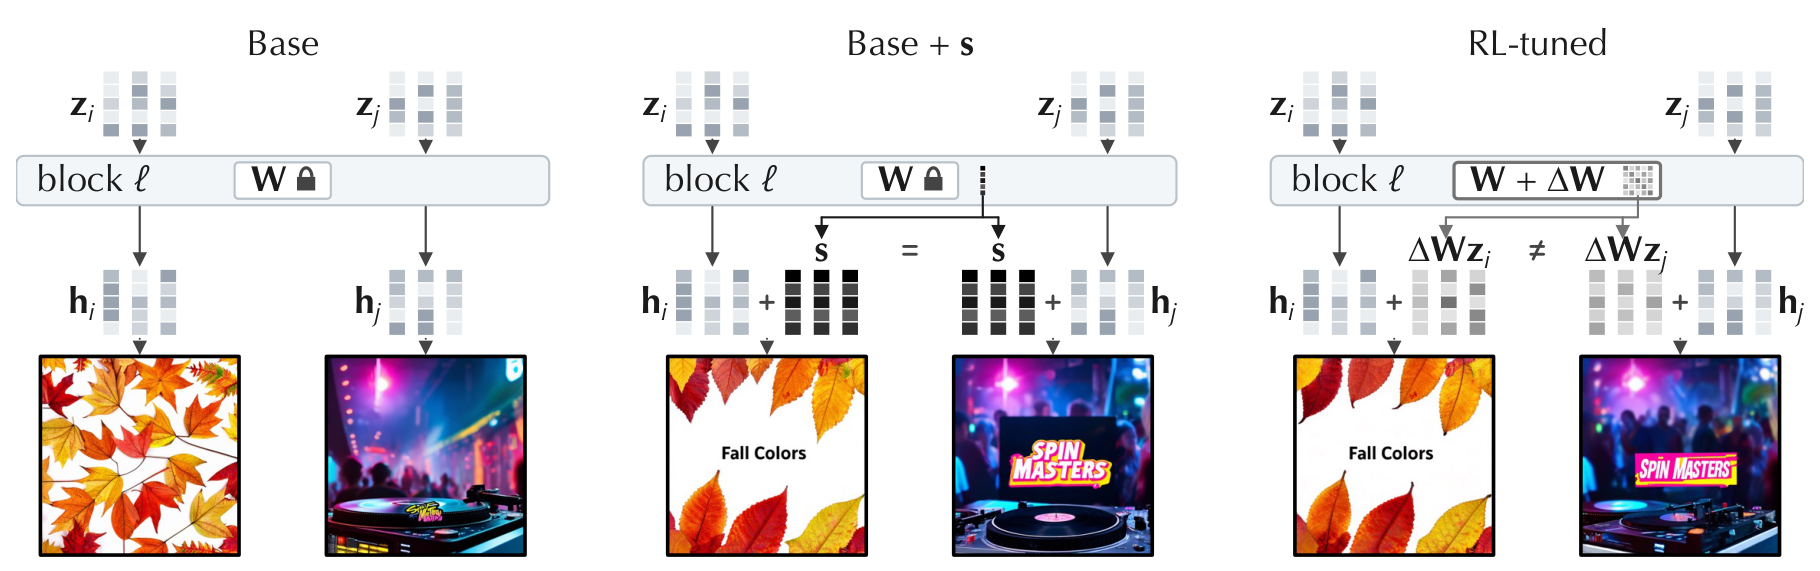 Base
z_i
z_j
block ℓ
W
h_i
h_j
Base + s
z_i
z_j
block ℓ
W
s = s
h_i +
+ h_j
Fall Colors
SPIN
MASTERS
RL-tuned
z_i
z_j
block ℓ
W + ΔW
ΔWz_i ≠ ΔWz_j
h_i +
+ h_j
Fall Colors
SPIN MASTERS